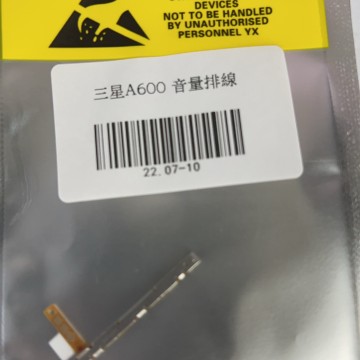 DEVICES
NOT TO BE HANDLED
BY UNAUTHORISED
PERSONNEL YX
三星A600 音量排線
22.07-10